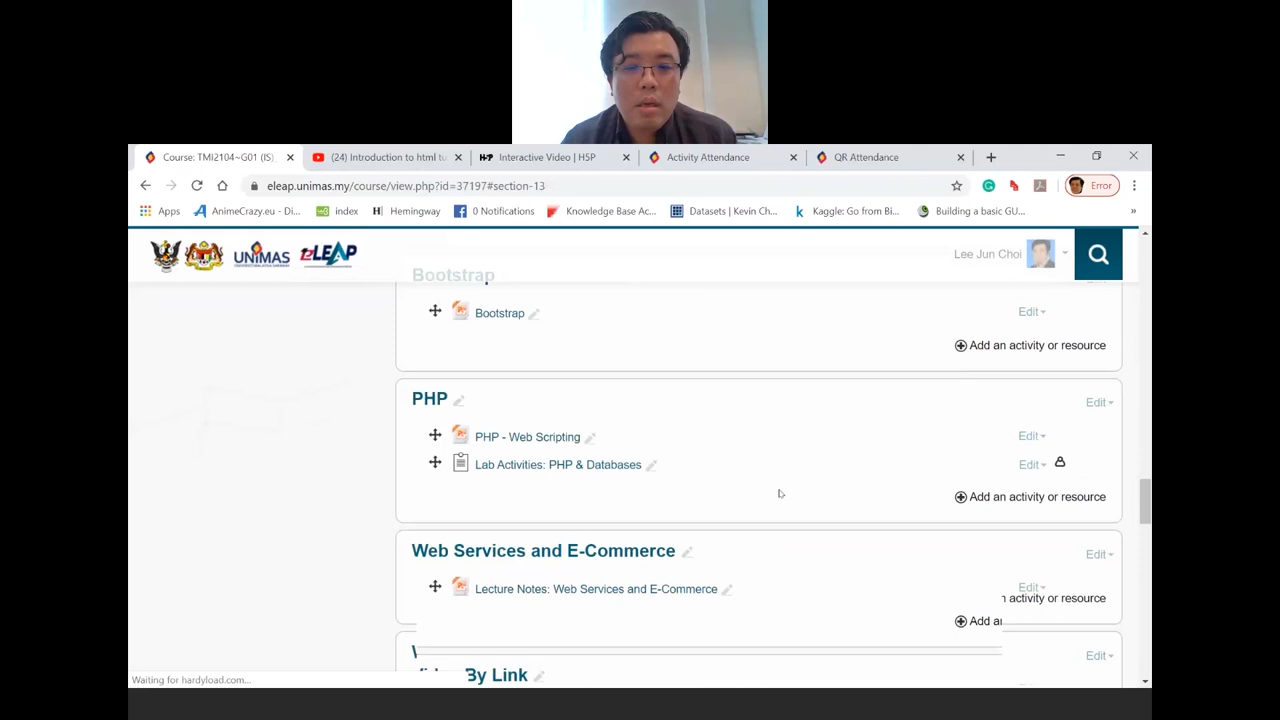 Course: TMI2104~G01 (IS)
(24) Introduction to html tu
H5P Interactive Video | H5P
Activity Attendance
QR Attendance
eleap.unimas.my/course/view.php?id=37197#section-13
Error
Apps
AnimeCrazy.eu - Di...
index
Hemingway
0 Notifications
Knowledge Base Ac...
Datasets | Kevin Ch...
Kaggle: Go from Bi...
Building a basic GU...
»
UNIMAS
eLEAP
Lee Jun Choi
Bootstrap
Bootstrap
Edit
Add an activity or resource
PHP
Edit
PHP - Web Scripting
Edit
Lab Activities: PHP & Databases
Edit
Add an activity or resource
Web Services and E-Commerce
Edit
Lecture Notes: Web Services and E-Commerce
Edit
activity or resource
Add
Edit
By Link
Waiting for hardyload.com...